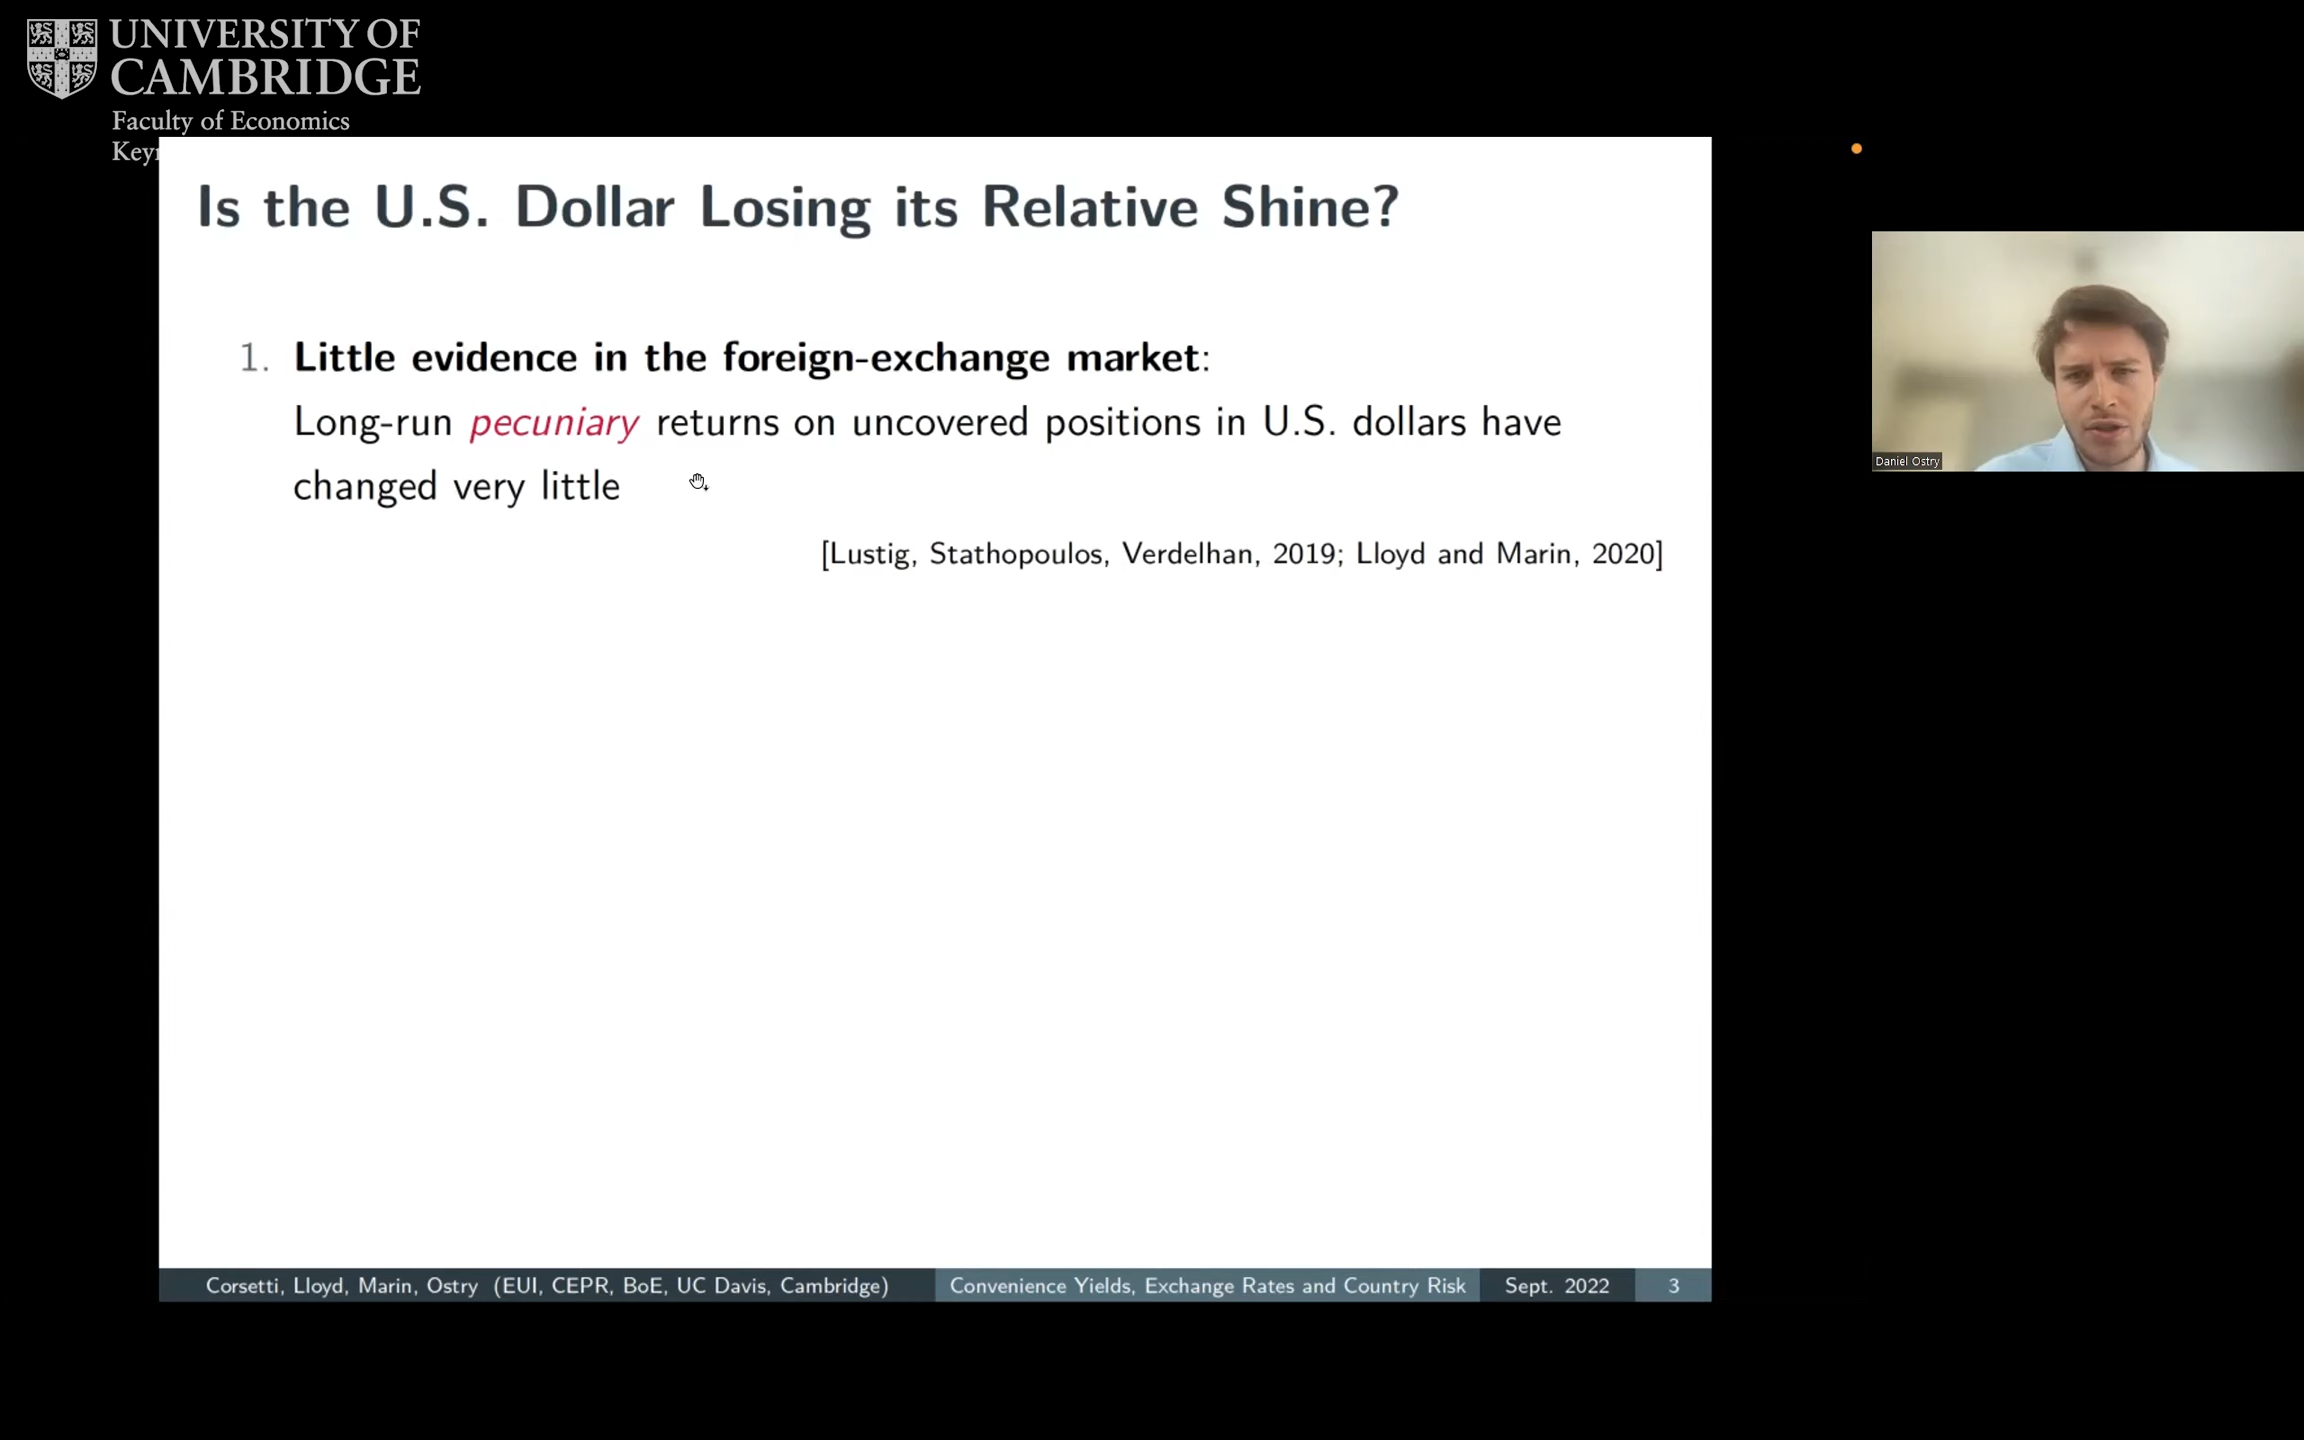 UNIVERSITY OF
CAMBRIDGE
Faculty of Economics
Is the U.S. Dollar Losing its Relative Shine?
1. Little evidence in the foreign-exchange market:
Long-run pecuniary returns on uncovered positions in U.S. dollars have
changed very little
[Lustig, Stathopoulos, Verdelhan, 2019; Lloyd and Marin, 2020]
Daniel Ostry
Corsetti, Lloyd, Marin, Ostry (EUI, CEPR, BoE, UC Davis, Cambridge)
Convenience Yields, Exchange Rates and Country Risk
Sept. 2022
3